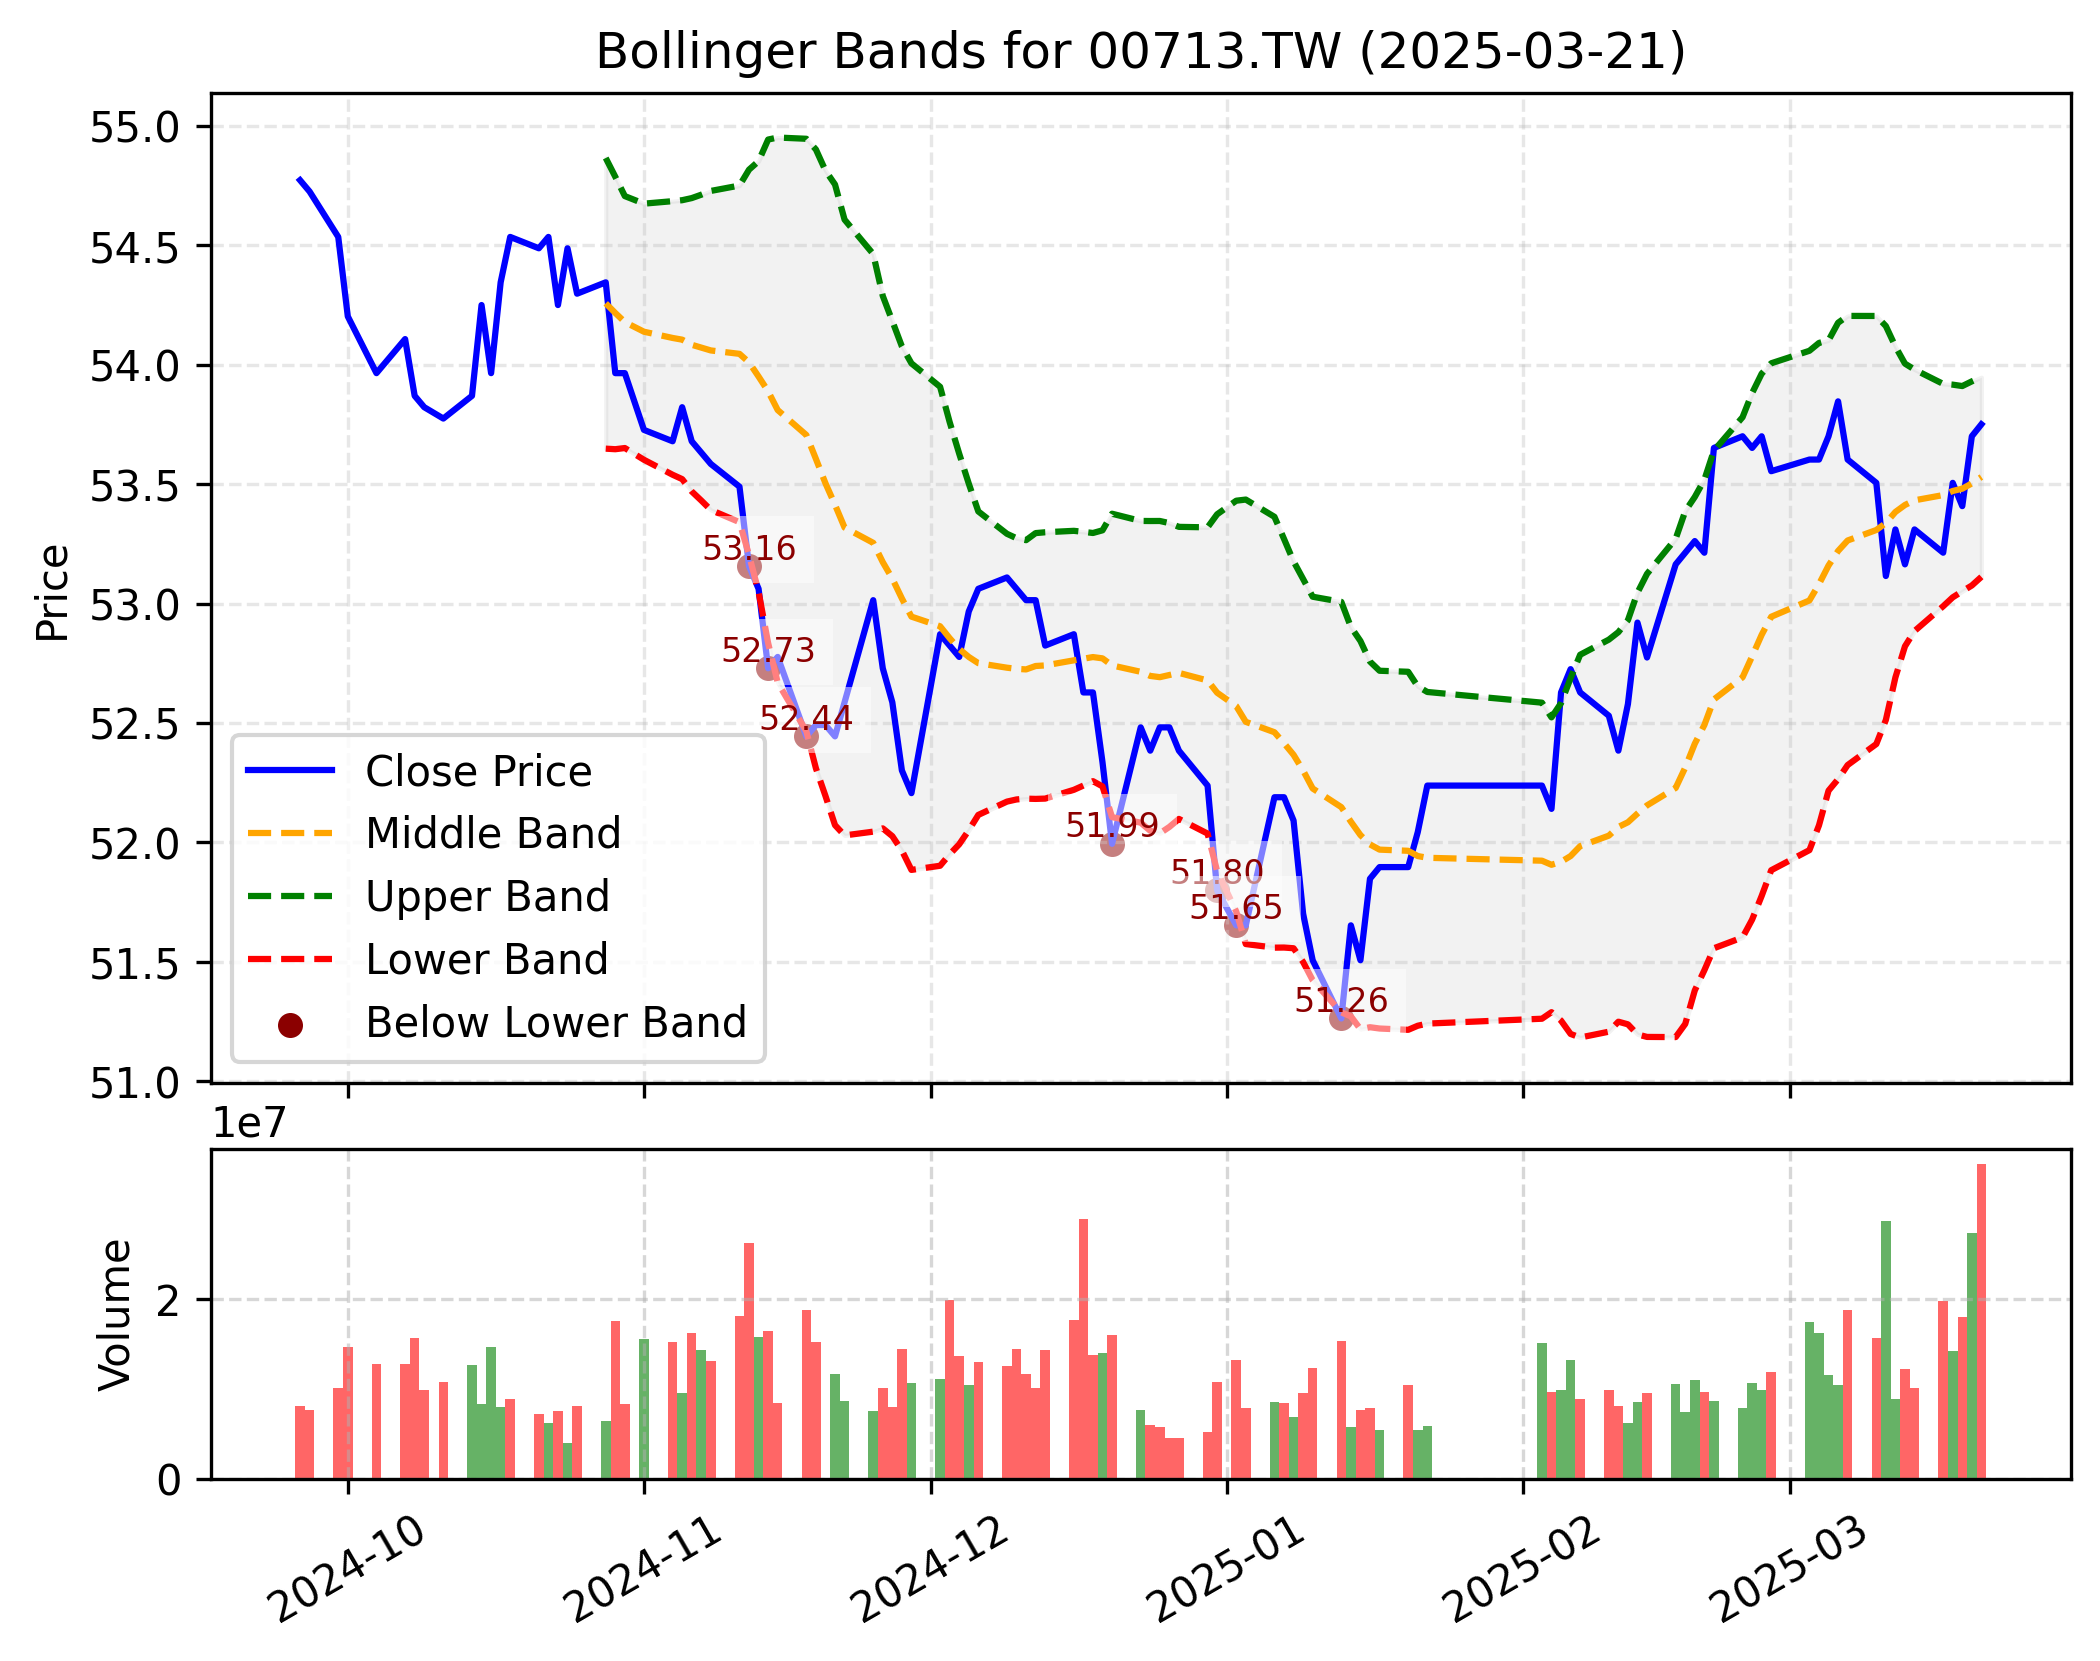 Bollinger Bands for 00713.TW (2025-03-21)
55.0
54.5
54.0
53.5
53.0
52.5
52.0
51.5
51.0
Price
53.16
52.73
52.44
51.99
51.80
51.65
51.26
Close Price
Middle Band
Upper Band
Lower Band
Below Lower Band
1e7
2
0
Volume
2024-10
2024-11
2024-12
2025-01
2025-02
2025-03